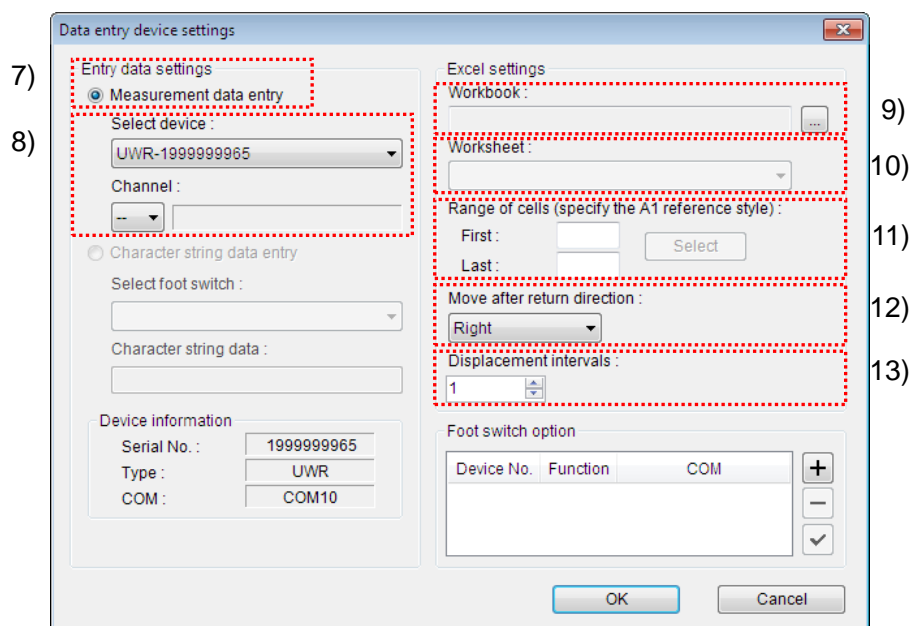 Data entry device settings
7)
Entry data settings
Measurement data entry
8)
Select device :
UWR-1999999965
Channel :
--
Character string data entry
Select foot switch :
Character string data :
Device information
Serial No. : 1999999965
Type : UWR
COM : COM10
Excel settings
Workbook :
...
9)
Worksheet :
10)
Range of cells (specify the A1 reference style) :
First :
Select
11)
Last :
Move after return direction :
12)
Right
Displacement intervals :
13)
1
Foot switch option
Device No. Function COM
OK Cancel